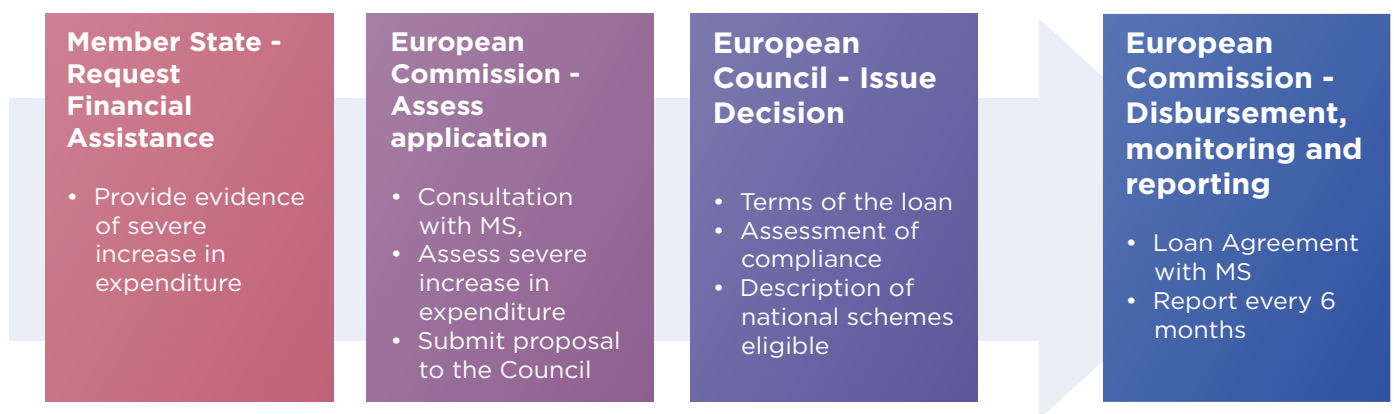 Member State -
Request
Financial
Assistance
• Provide evidence
of severe
increase in
expenditure
European
Commission -
Assess
application
• Consultation
with MS,
• Assess severe
increase in
expenditure
• Submit proposal
to the Council
European
Council - Issue
Decision
• Terms of the loan
• Assessment of
compliance
• Description of
national schemes
eligible
European
Commission -
Disbursement,
monitoring and
reporting
• Loan Agreement
with MS
• Report every 6
months